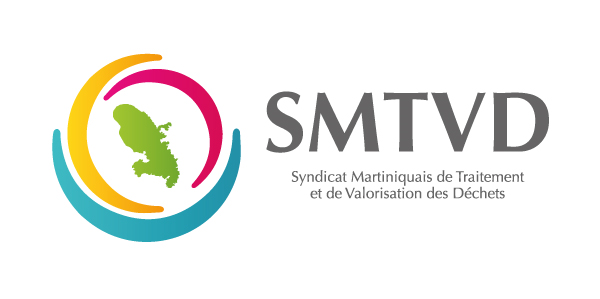 SMTVD
Syndicat Martiniquais de Traitement
et de Valorisation des Déchets